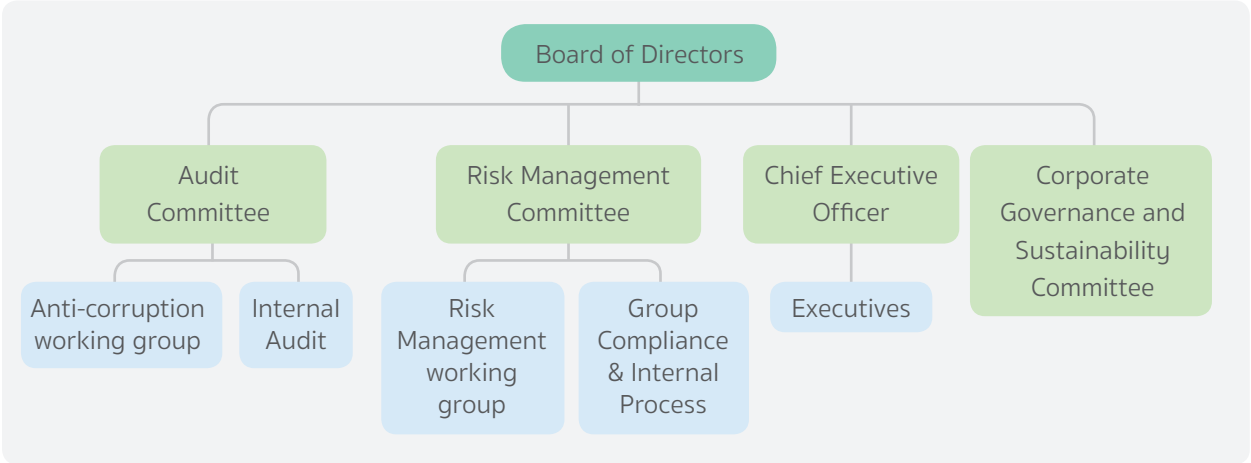 Board of Directors
Audit
Committee
Risk Management
Committee
Chief Executive
Officer
Corporate
Governance and
Sustainability
Committee
Anti-corruption
working group
Internal
Audit
Risk
Management
working
group
Group
Compliance
& Internal
Process
Executives